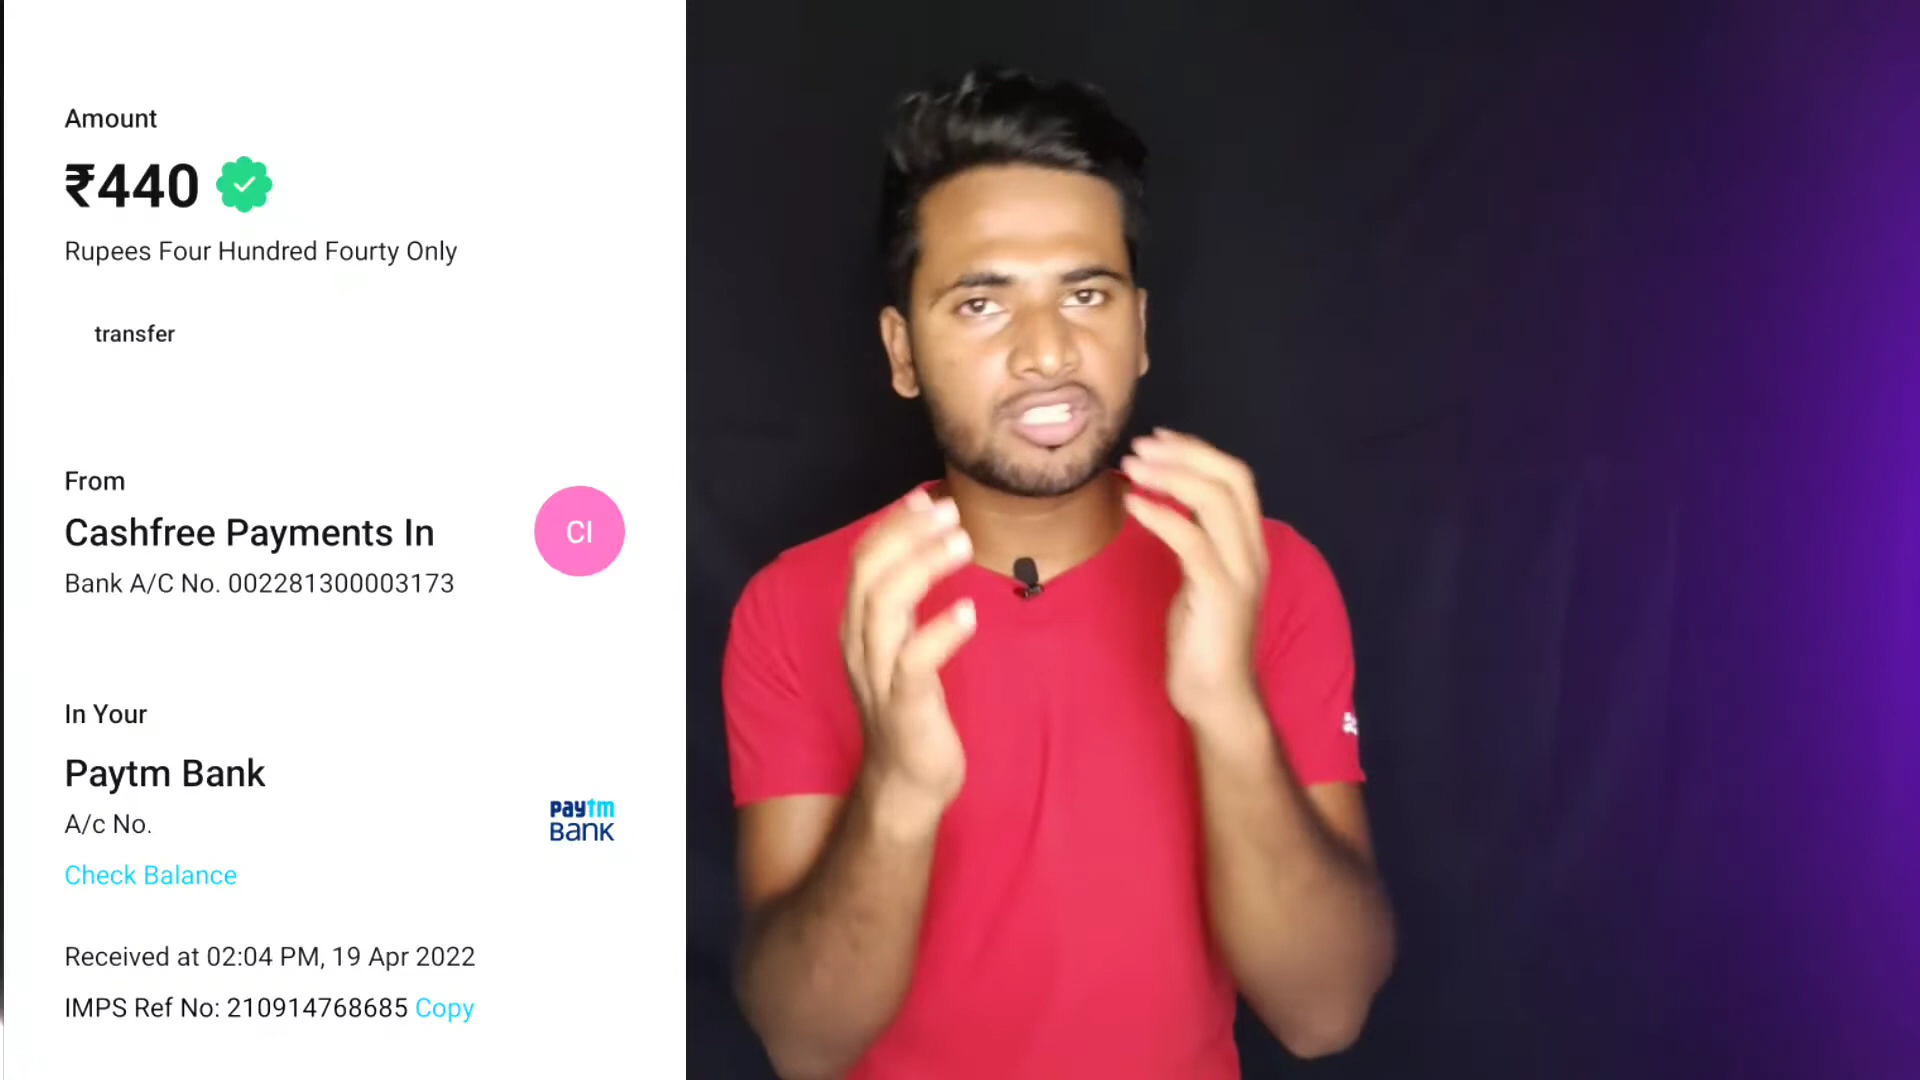 Amount
₹440
Rupees Four Hundred Fourty Only
transfer
From
Cashfree Payments In
CI
Bank A/C No. 002281300003173
In Your
Paytm Bank
A/c No.
paytm
BANK
Check Balance
Received at 02:04 PM, 19 Apr 2022
IMPS Ref No: 210914768685 Copy